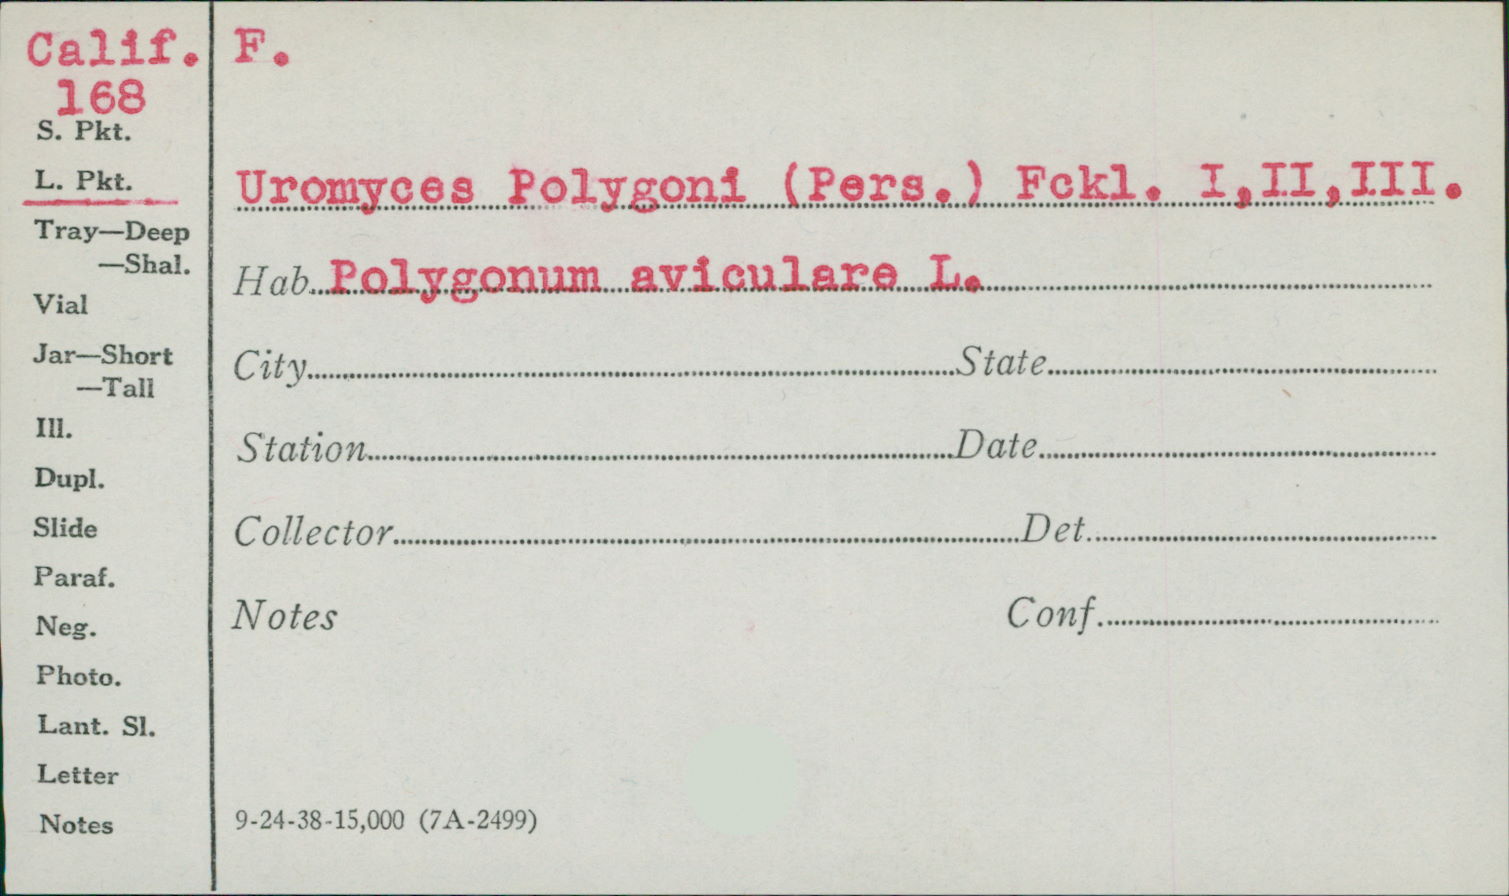 Calif.
168
S. Pkt.
L. Pkt.
Tray—Deep
—Shal.
Vial
Jar—Short
—Tall
Ill.
Dupl.
Slide
Paraf.
Neg.
Photo.
Lant. Sl.
Letter
Notes
F.
Uromyces Polygoni (Pers.) Fckl. I,II,III.
Hab. Polygonum aviculare L.
City State
Station Date
Collector Det.
Notes Conf.
9-24-38-15,000 (7A-2499)